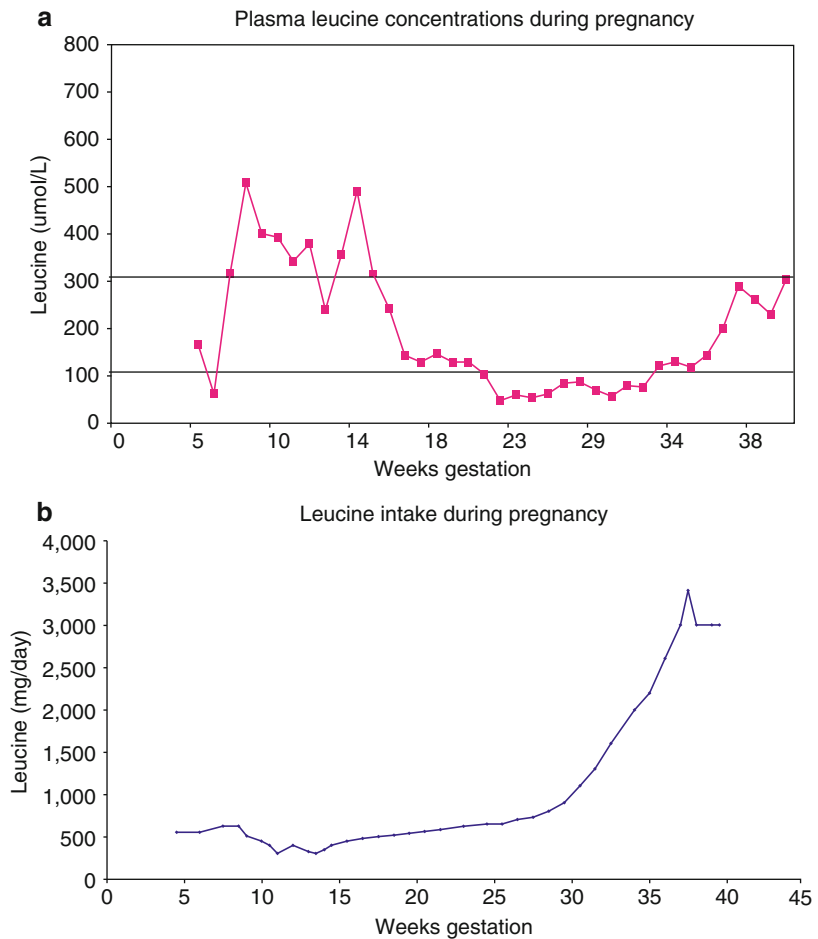 a
Plasma leucine concentrations during pregnancy
800
700
600
500
400
300
200
100
0
Leucine (umol/L)
0 5 10 14 18 23 29 34 38
Weeks gestation
b
Leucine intake during pregnancy
4,000
3,500
3,000
2,500
2,000
1,500
1,000
500
0
Leucine (mg/day)
0 5 10 15 20 25 30 35 40 45
Weeks gestation